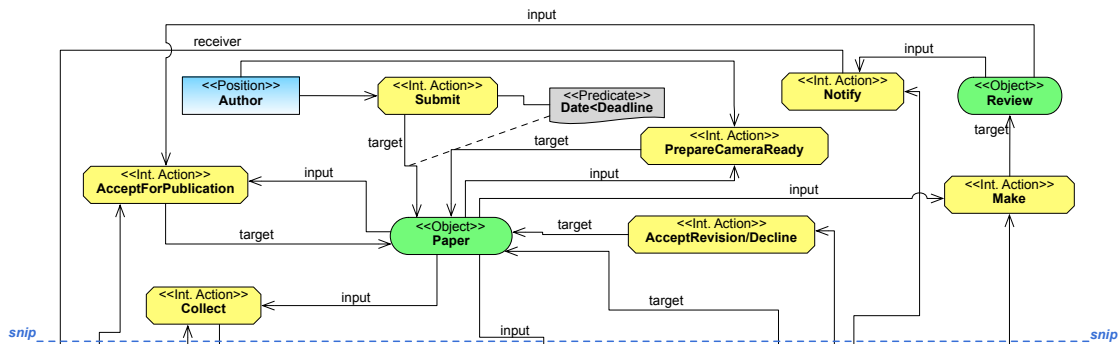 input
receiver
input
<<Position>>
Author
<<Int. Action>>
Submit
<<Predicate>>
Date<Deadline
<<Int. Action>>
Notify
<<Object>>
Review
target
target
<<Int. Action>>
PrepareCameraReady
target
<<Int. Action>>
AcceptForPublication
input
input
input
<<Int. Action>>
Make
target
<<Object>>
Paper
target
<<Int. Action>>
AcceptRevision/Decline
<<Int. Action>>
Collect
input
target
snip
input
snip